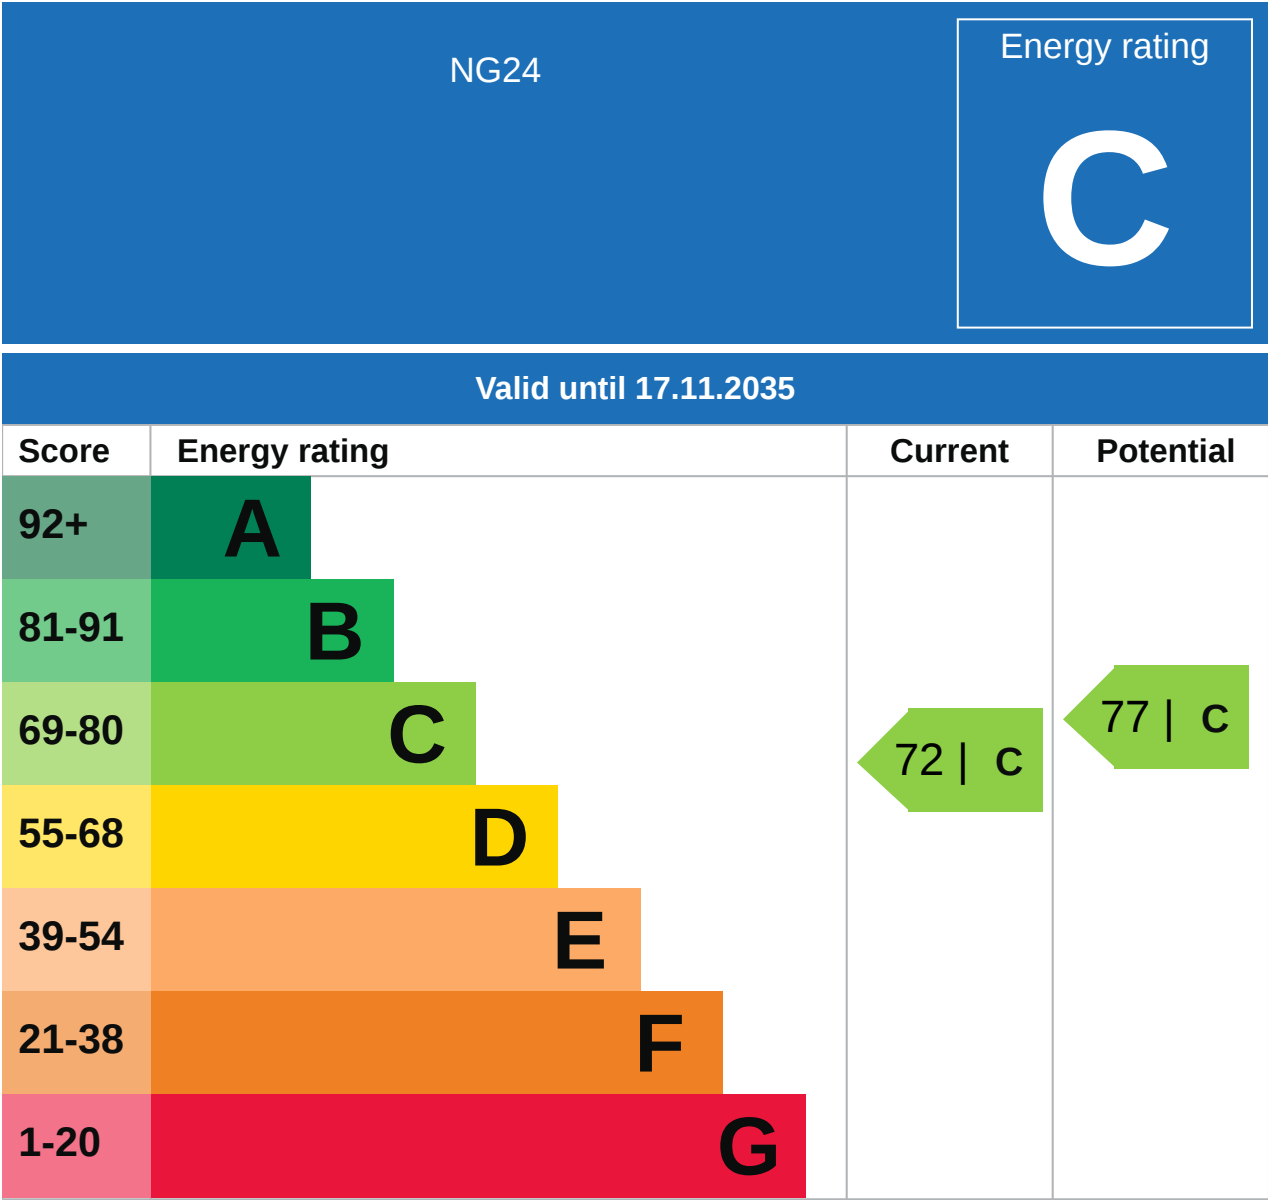 NG24
Energy rating
C
Valid until 17.11.2035
Score Energy rating Current Potential
92+ A
81-91 B
69-80 C
72 | C
77 | C
55-68 D
39-54 E
21-38 F
1-20 G